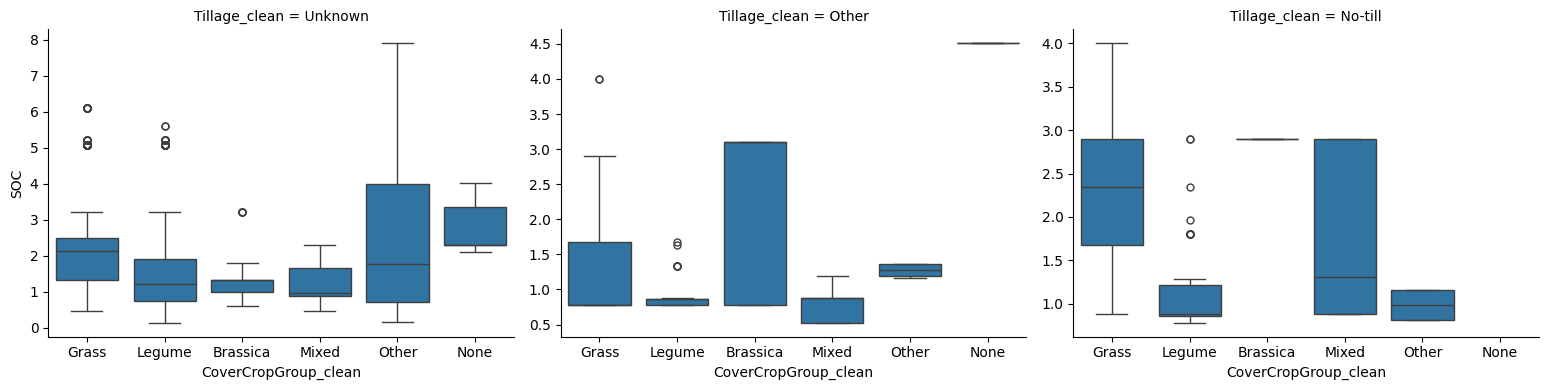 Tillage_clean = Unknown
SOC
8
7
6
5
4
3
2
1
0
Grass Legume Brassica Mixed Other None
CoverCropGroup_clean
Tillage_clean = Other
4.5
4.0
3.5
3.0
2.5
2.0
1.5
1.0
0.5
Grass Legume Brassica Mixed Other None
CoverCropGroup_clean
Tillage_clean = No-till
4.0
3.5
3.0
2.5
2.0
1.5
1.0
Grass Legume Brassica Mixed Other None
CoverCropGroup_clean